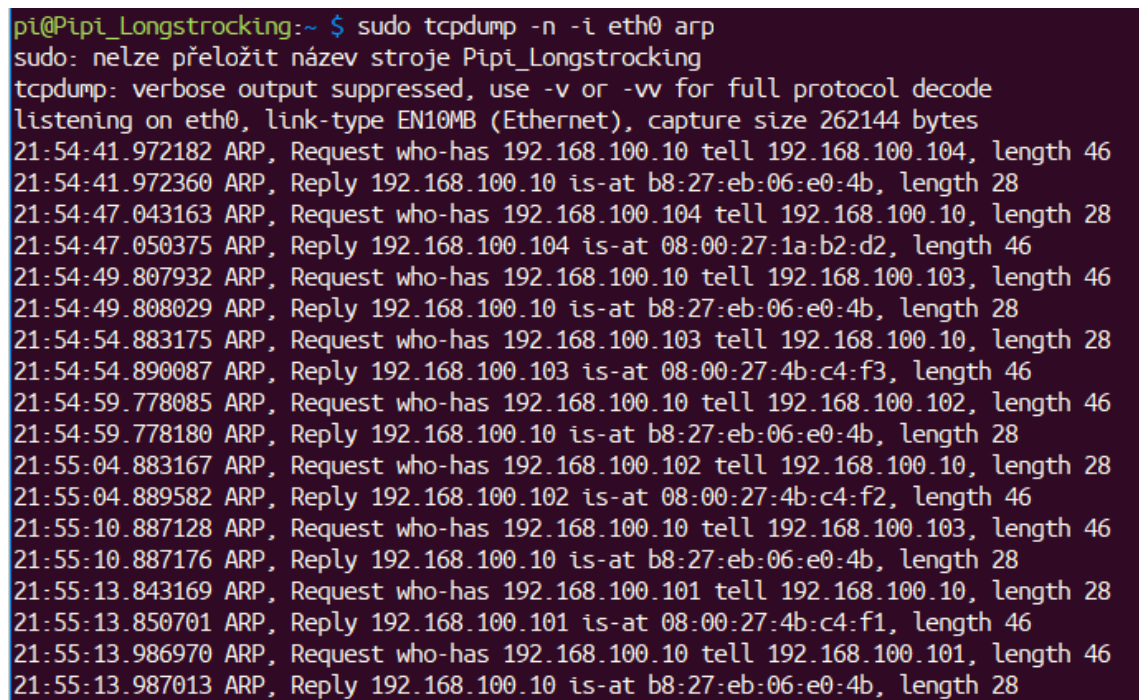 pi@Pipi_Longstrocking:~ $ sudo tcpdump -n -i eth0 arp
sudo: nelze přeložit název stroje Pipi_Longstrocking
tcpdump: verbose output suppressed, use -v or -vv for full protocol decode
listening on eth0, link-type EN10MB (Ethernet), capture size 262144 bytes
21:54:41.972182 ARP, Request who-has 192.168.100.10 tell 192.168.100.104, length 46
21:54:41.972360 ARP, Reply 192.168.100.10 is-at b8:27:eb:06:e0:4b, length 28
21:54:47.043163 ARP, Request who-has 192.168.100.104 tell 192.168.100.10, length 28
21:54:47.050375 ARP, Reply 192.168.100.104 is-at 08:00:27:1a:b2:d2, length 46
21:54:49.807932 ARP, Request who-has 192.168.100.10 tell 192.168.100.103, length 46
21:54:49.808029 ARP, Reply 192.168.100.10 is-at b8:27:eb:06:e0:4b, length 28
21:54:54.883175 ARP, Request who-has 192.168.100.103 tell 192.168.100.10, length 28
21:54:54.890087 ARP, Reply 192.168.100.103 is-at 08:00:27:4b:c4:f3, length 46
21:54:59.778085 ARP, Request who-has 192.168.100.10 tell 192.168.100.102, length 46
21:54:59.778180 ARP, Reply 192.168.100.10 is-at b8:27:eb:06:e0:4b, length 28
21:55:04.883167 ARP, Request who-has 192.168.100.102 tell 192.168.100.10, length 28
21:55:04.889582 ARP, Reply 192.168.100.102 is-at 08:00:27:4b:c4:f2, length 46
21:55:10.887128 ARP, Request who-has 192.168.100.10 tell 192.168.100.103, length 46
21:55:10.887176 ARP, Reply 192.168.100.10 is-at b8:27:eb:06:e0:4b, length 28
21:55:13.843169 ARP, Request who-has 192.168.100.101 tell 192.168.100.10, length 28
21:55:13.850701 ARP, Reply 192.168.100.101 is-at 08:00:27:4b:c4:f1, length 46
21:55:13.986970 ARP, Request who-has 192.168.100.10 tell 192.168.100.101, length 46
21:55:13.987013 ARP, Reply 192.168.100.10 is-at b8:27:eb:06:e0:4b, length 28